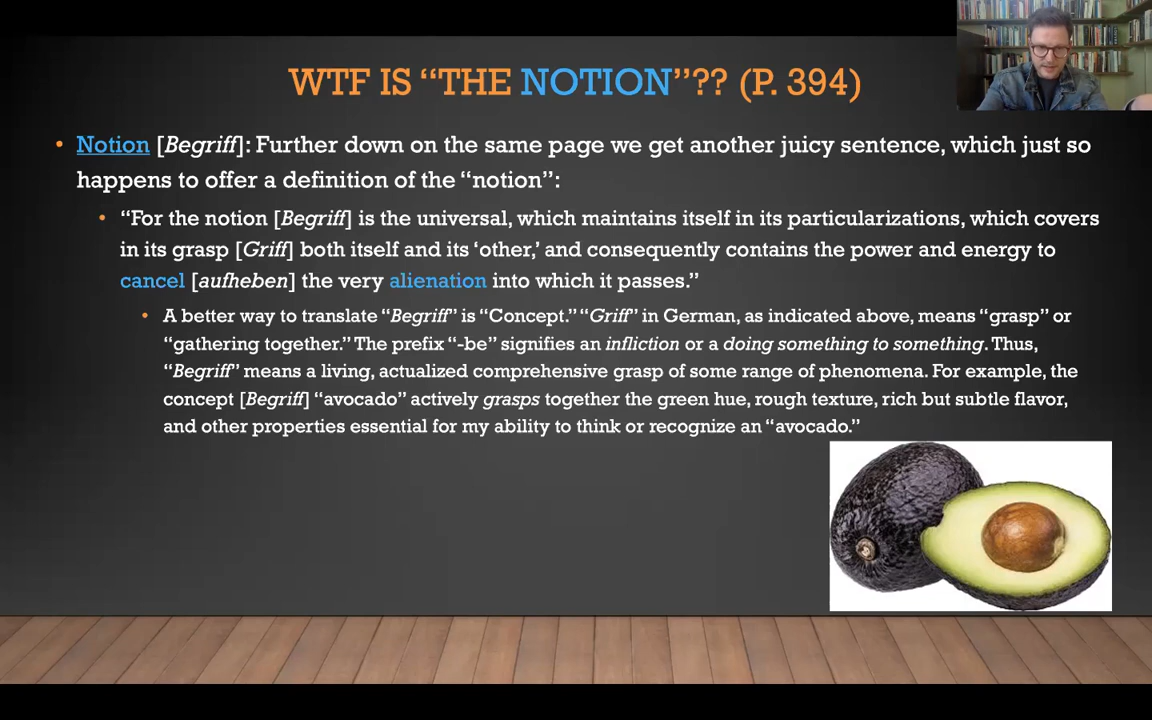 WTF IS “THE NOTION”?? (P. 394)
• Notion [Begriff]: Further down on the same page we get another juicy sentence, which just so
happens to offer a definition of the “notion”:
• “For the notion [Begriff] is the universal, which maintains itself in its particularizations, which covers
in its grasp [Griff] both itself and its ‘other,’ and consequently contains the power and energy to
cancel [aufheben] the very alienation into which it passes.”
• A better way to translate “Begriff” is “Concept.” “Griff” in German, as indicated above, means “grasp” or
“gathering together.” The prefix “-be” signifies an infliction or a doing something to something. Thus,
“Begriff” means a living, actualized comprehensive grasp of some range of phenomena. For example, the
concept [Begriff] “avocado” actively grasps together the green hue, rough texture, rich but subtle flavor,
and other properties essential for my ability to think or recognize an “avocado.”